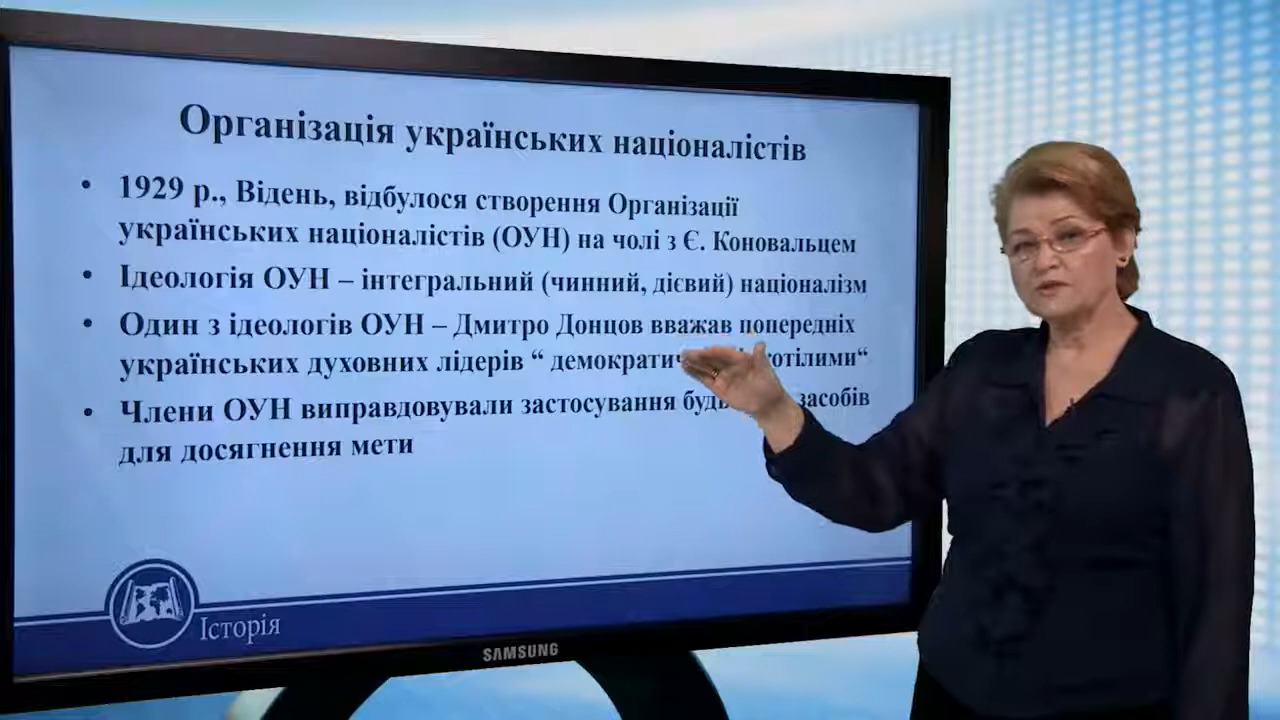 Організація українських націоналістів
• 1929 р., Відень, відбулося створення Організації
українських націоналістів (ОУН) на чолі з Є. Коновальцем
• Ідеологія ОУН – інтегральний (чинний, дієвий) націоналізм
• Один з ідеологів ОУН – Дмитро Донцов вважав попередніх
українських духовних лідерів “ демократич
• Члени ОУН виправдовували застосування засобів
для досягнення мети
Історія
SAMSUNG